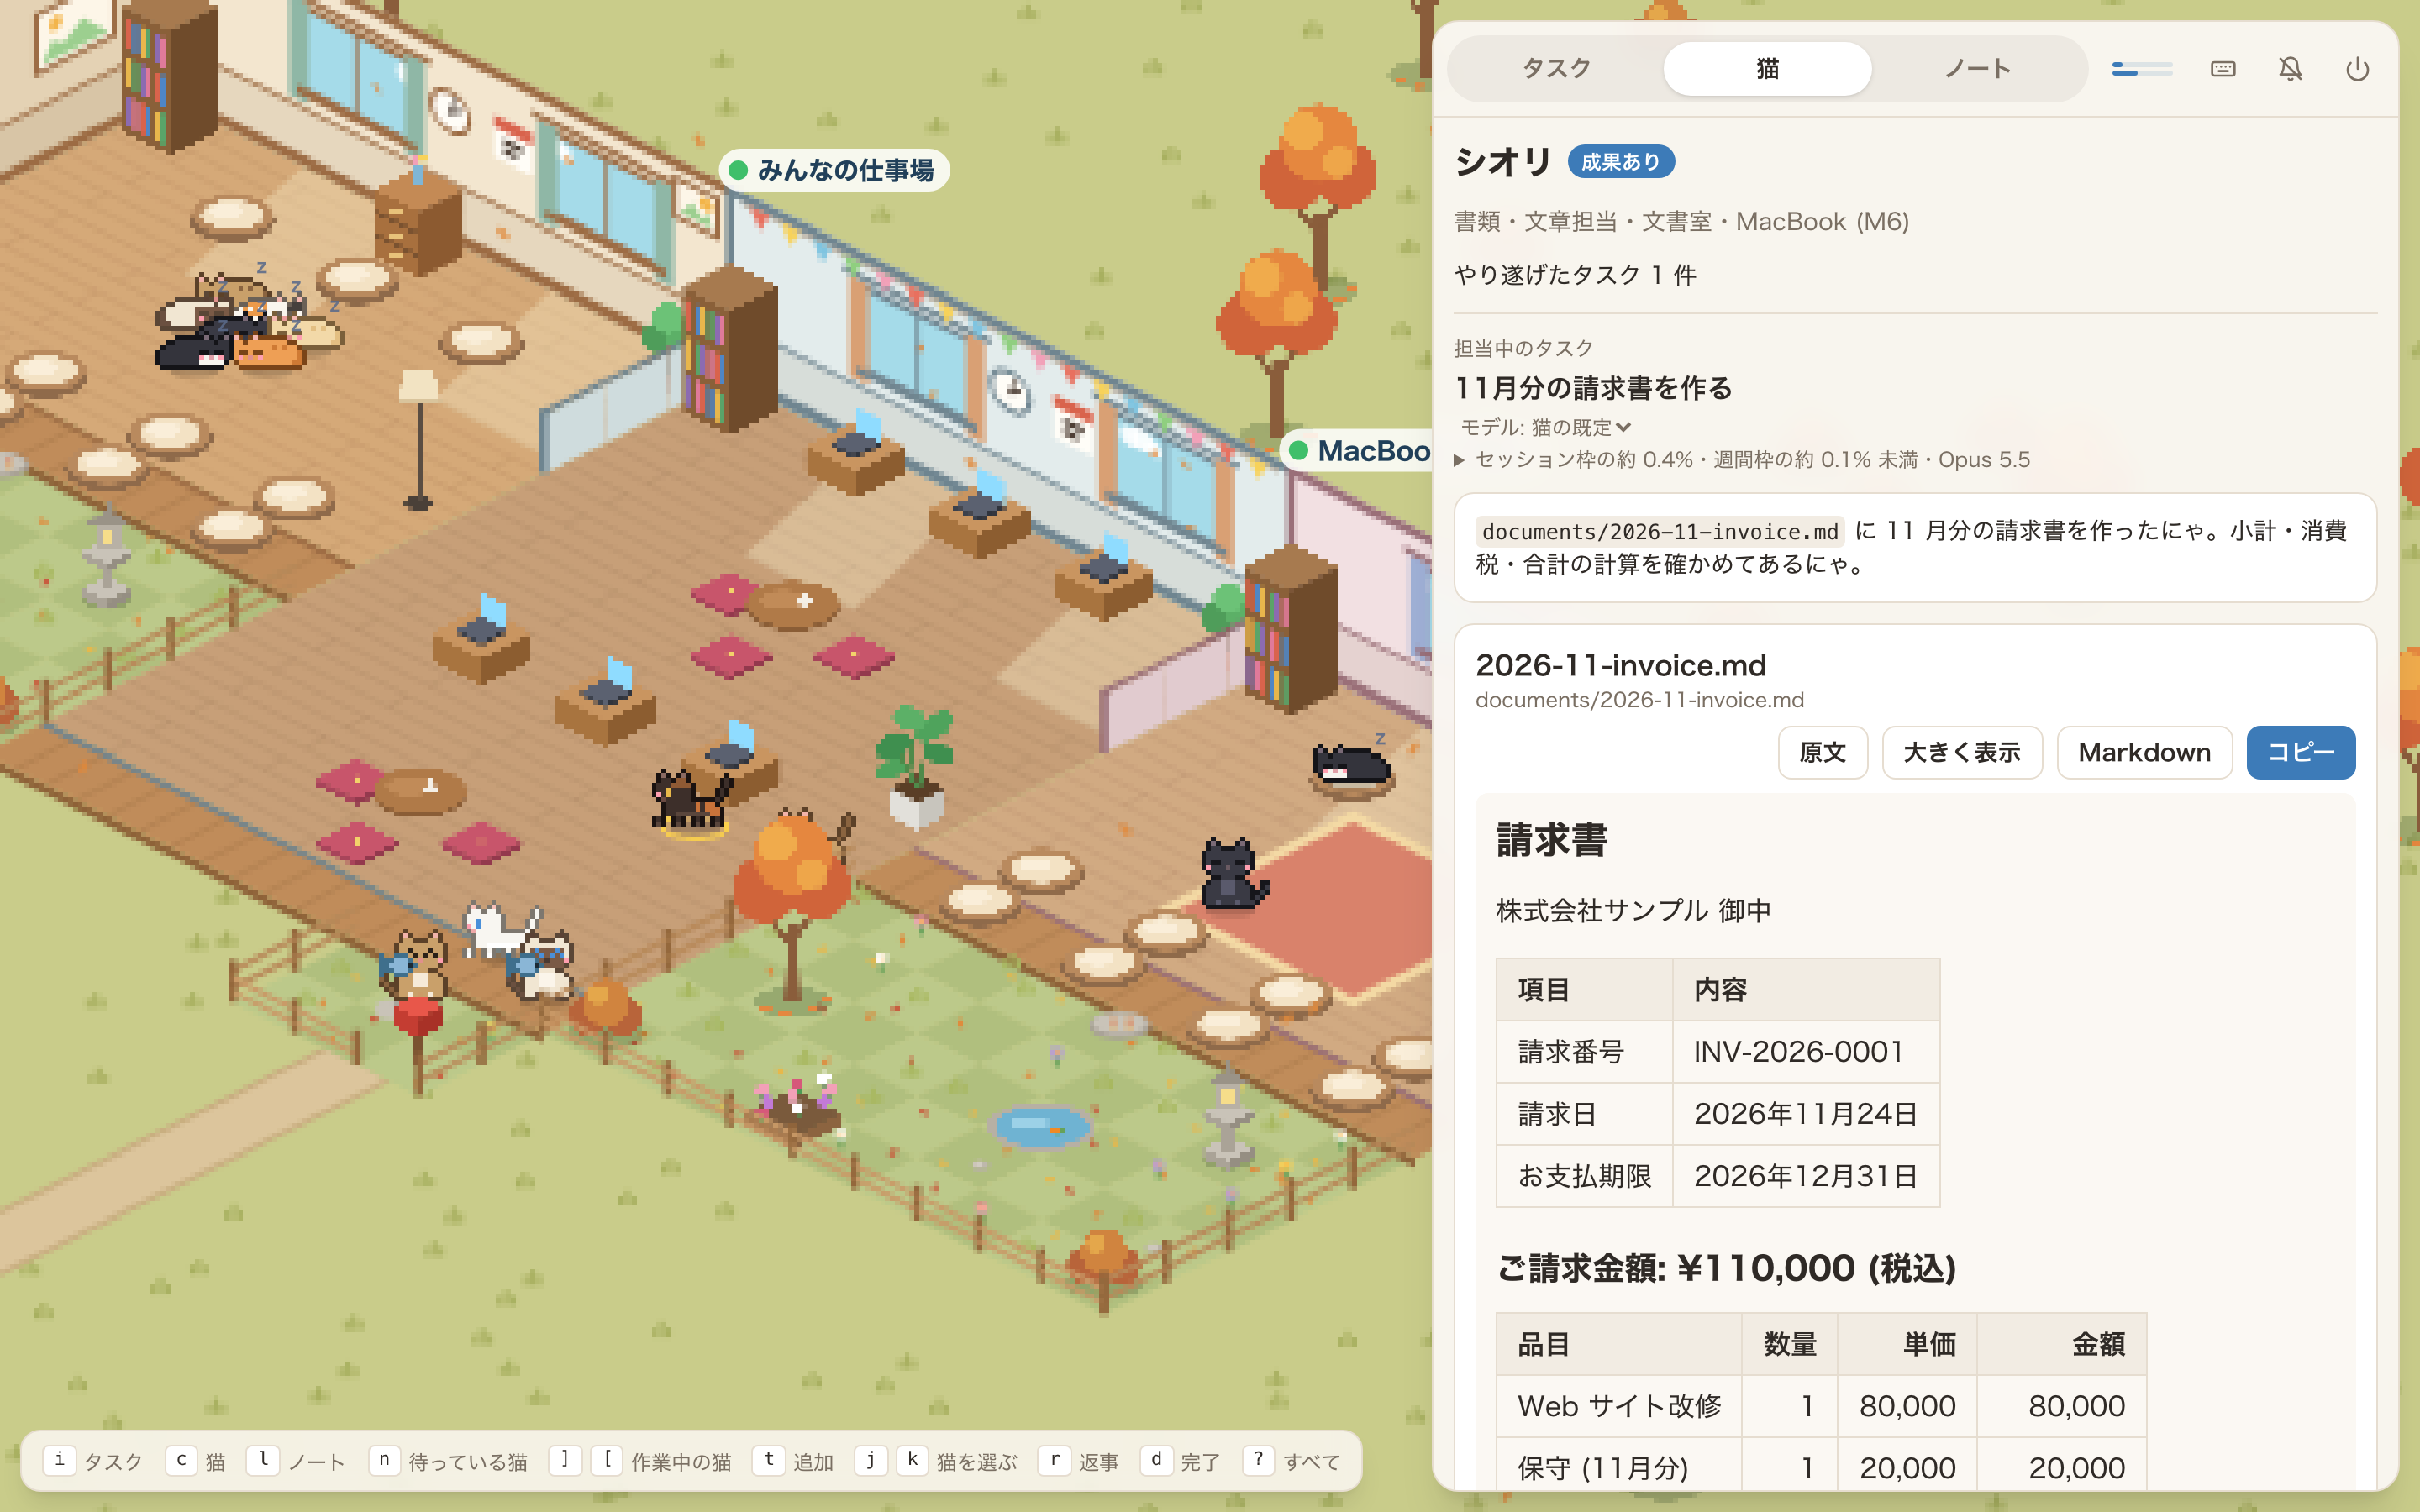 みんなの仕事場
MacBoo
タスク 猫 ノート
シオリ 成果あり
書類・文章担当・文書室・MacBook (M6)
やり遂げたタスク 1 件
担当中のタスク
11月分の請求書を作る
モデル: 猫の既定
セッション枠の約 0.4%・週間枠の約 0.1% 未満・Opus 5.5
documents/2026-11-invoice.md に 11 月分の請求書を作ったにゃ。小計・消費
税・合計の計算を確かめてあるにゃ。
2026-11-invoice.md
documents/2026-11-invoice.md
原文 大きく表示 Markdown コピー
請求書
株式会社サンプル 御中
項目 内容
請求番号 INV-2026-0001
請求日 2026年11月24日
お支払期限 2026年12月31日
ご請求金額: ¥110,000 (税込)
品目 数量 単価 金額
Web サイト改修 1 80,000 80,000
保守 (11月分) 1 20,000 20,000
i タスク c 猫 l ノート n 待っている猫 ] [ 作業中の猫 t 追加 j k 猫を選ぶ r 返事 d 完了 ? すべて